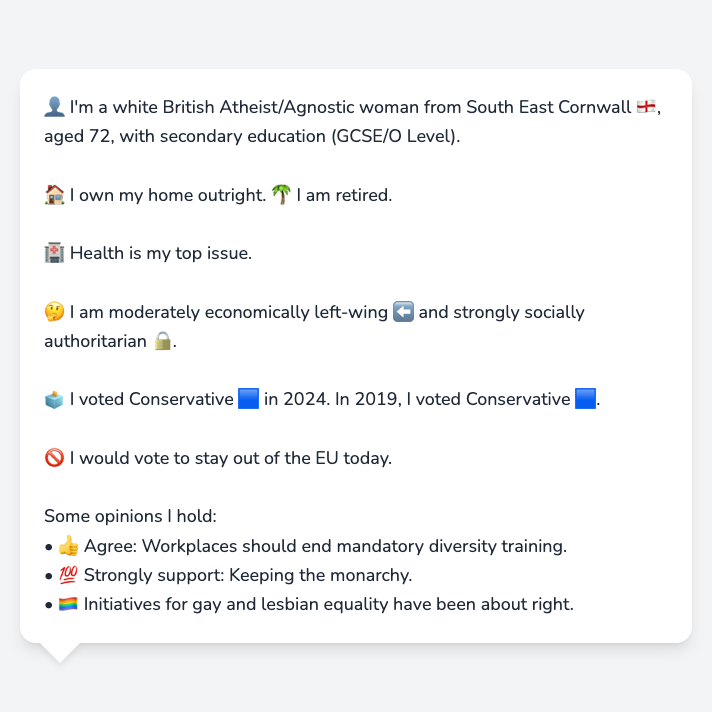 👤 I'm a white British Atheist/Agnostic woman from South East Cornwall 🏴󠁧󠁢󠁥󠁮󠁧󠁿,
aged 72, with secondary education (GCSE/O Level).
🏠 I own my home outright. 🌴 I am retired.
🏥 Health is my top issue.
🤔 I am moderately economically left-wing ⬅️ and strongly socially
authoritarian 🔒.
🗳️ I voted Conservative 🟦 in 2024. In 2019, I voted Conservative 🟦.
🚫 I would vote to stay out of the EU today.
Some opinions I hold:
• 👍 Agree: Workplaces should end mandatory diversity training.
• 💯 Strongly support: Keeping the monarchy.
• 🏳️‍🌈 Initiatives for gay and lesbian equality have been about right.